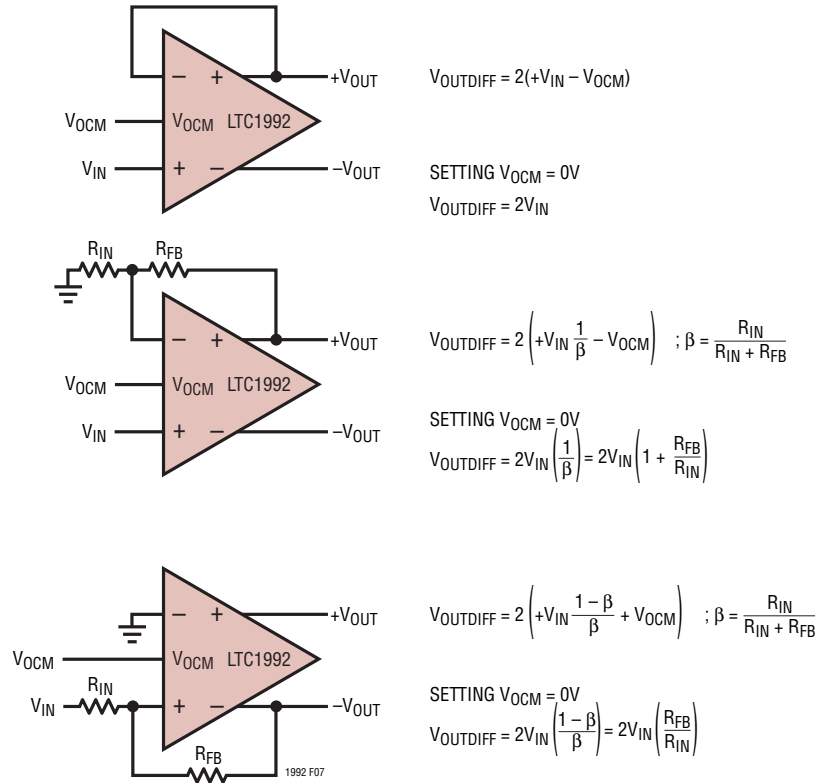 − + +VOUT
VOCM VOCM LTC1992
VIN + − −VOUT
VOUTDIFF = 2(+VIN − VOCM)
SETTING VOCM = 0V
VOUTDIFF = 2VIN
RIN RFB
− + +VOUT
VOCM VOCM LTC1992
VIN + − −VOUT
VOUTDIFF = 2 (+VIN 1/β − VOCM) ; β = RIN/(RIN + RFB)
SETTING VOCM = 0V
VOUTDIFF = 2VIN (1/β) = 2VIN (1 + RFB/RIN)
− + +VOUT
VOCM VOCM LTC1992
VIN RIN + − −VOUT
RFB
1992 F07
VOUTDIFF = 2 (+VIN (1 − β)/β + VOCM) ; β = RIN/(RIN + RFB)
SETTING VOCM = 0V
VOUTDIFF = 2VIN ((1 − β)/β) = 2VIN (RFB/RIN)